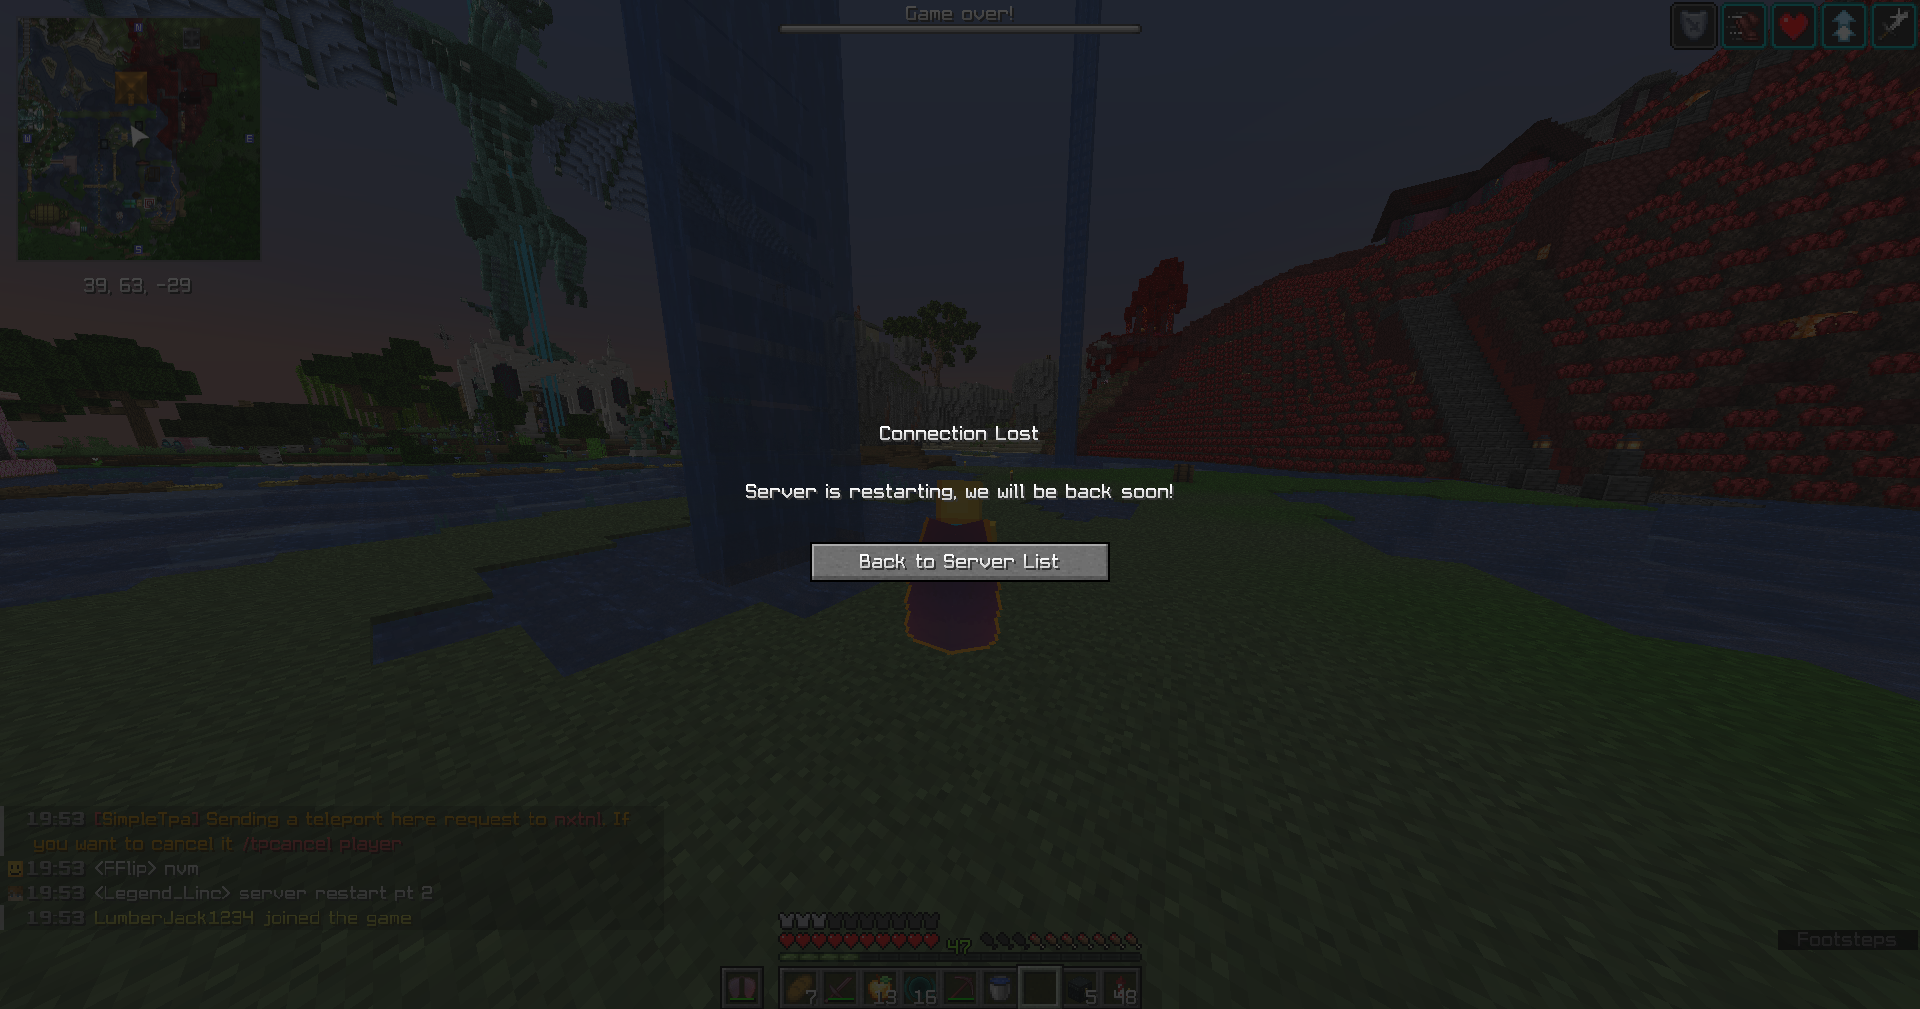 Game over!
N
W
E
S
39, 63, -29
Connection Lost
Server is restarting, we will be back soon!
Back to Server List
19:53 [SimpleTpa] Sending a teleport here request to nxtnl. If
you want to cancel it /tpcancel player
19:53 <FFlip> nvm
19:53 <Legend_Linc> server restart pt 2
19:53 LumberJack1234 joined the game
47
Footsteps
7
13
16
5
48